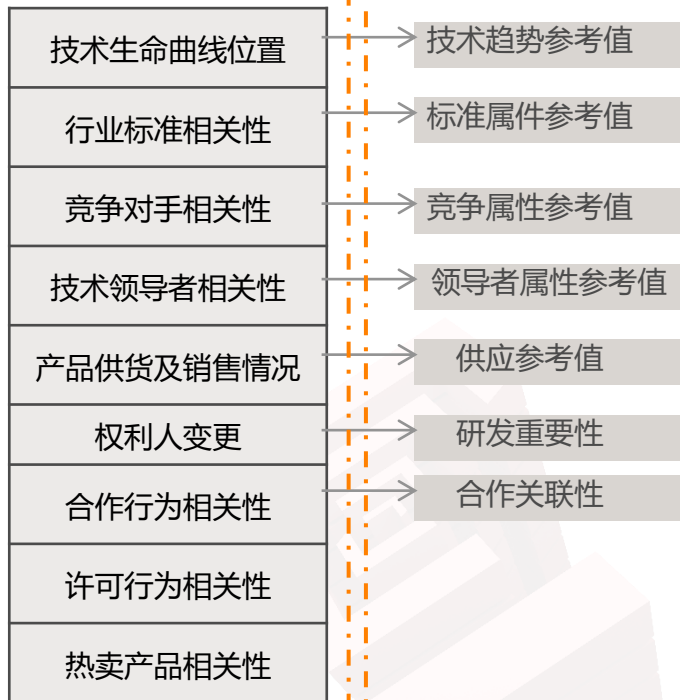 技术生命曲线位置
技术趋势参考值
行业标准相关性
标准属件参考值
竞争对手相关性
竞争属性参考值
技术领导者相关性
领导者属性参考值
产品供货及销售情况
供应参考值
权利人变更
研发重要性
合作行为相关性
合作关联性
许可行为相关性
热卖产品相关性